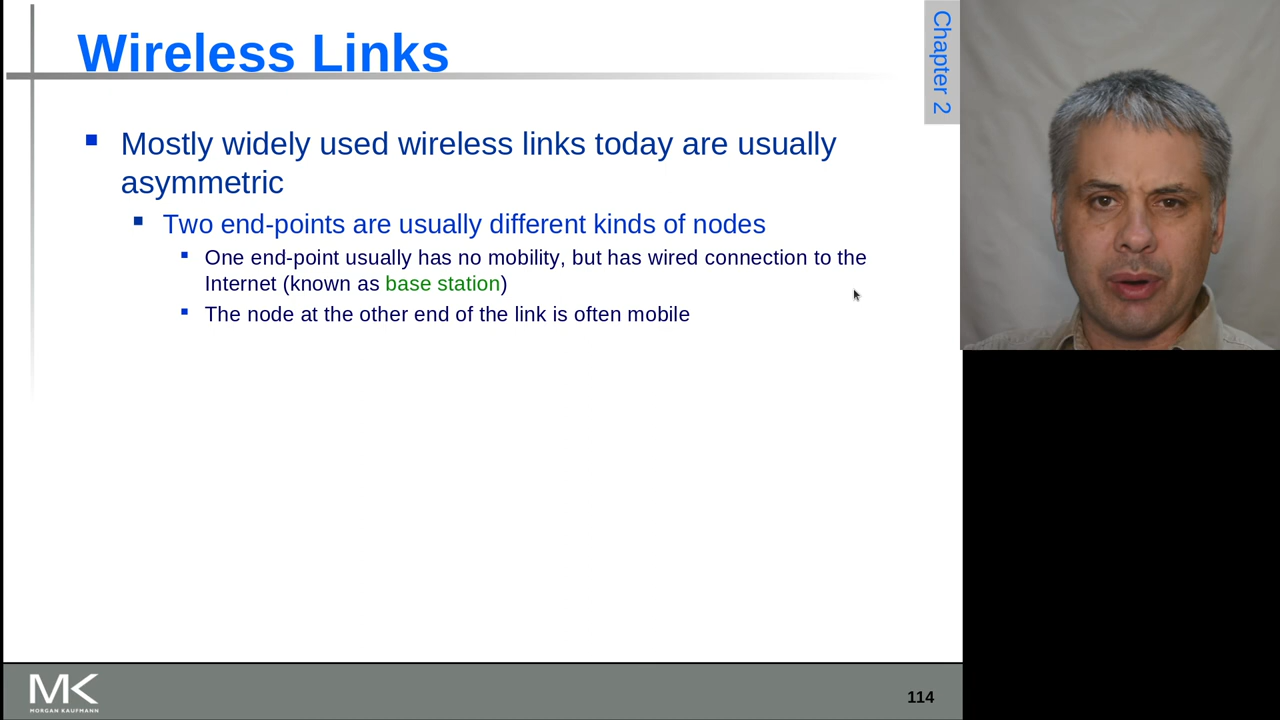 Wireless Links
Chapter 2
Mostly widely used wireless links today are usually
asymmetric
Two end-points are usually different kinds of nodes
One end-point usually has no mobility, but has wired connection to the
Internet (known as base station)
The node at the other end of the link is often mobile
MK
MORGAN KAUFMANN
114